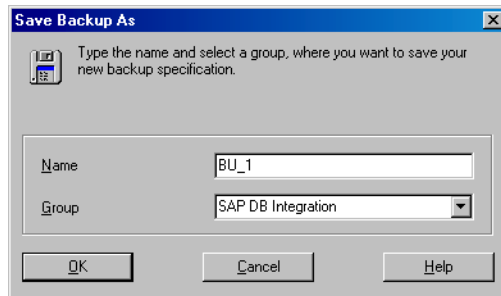 Save Backup As
Type the name and select a group, where you want to save your
new backup specification.
Name BU_1
Group SAP DB Integration
OK Cancel Help